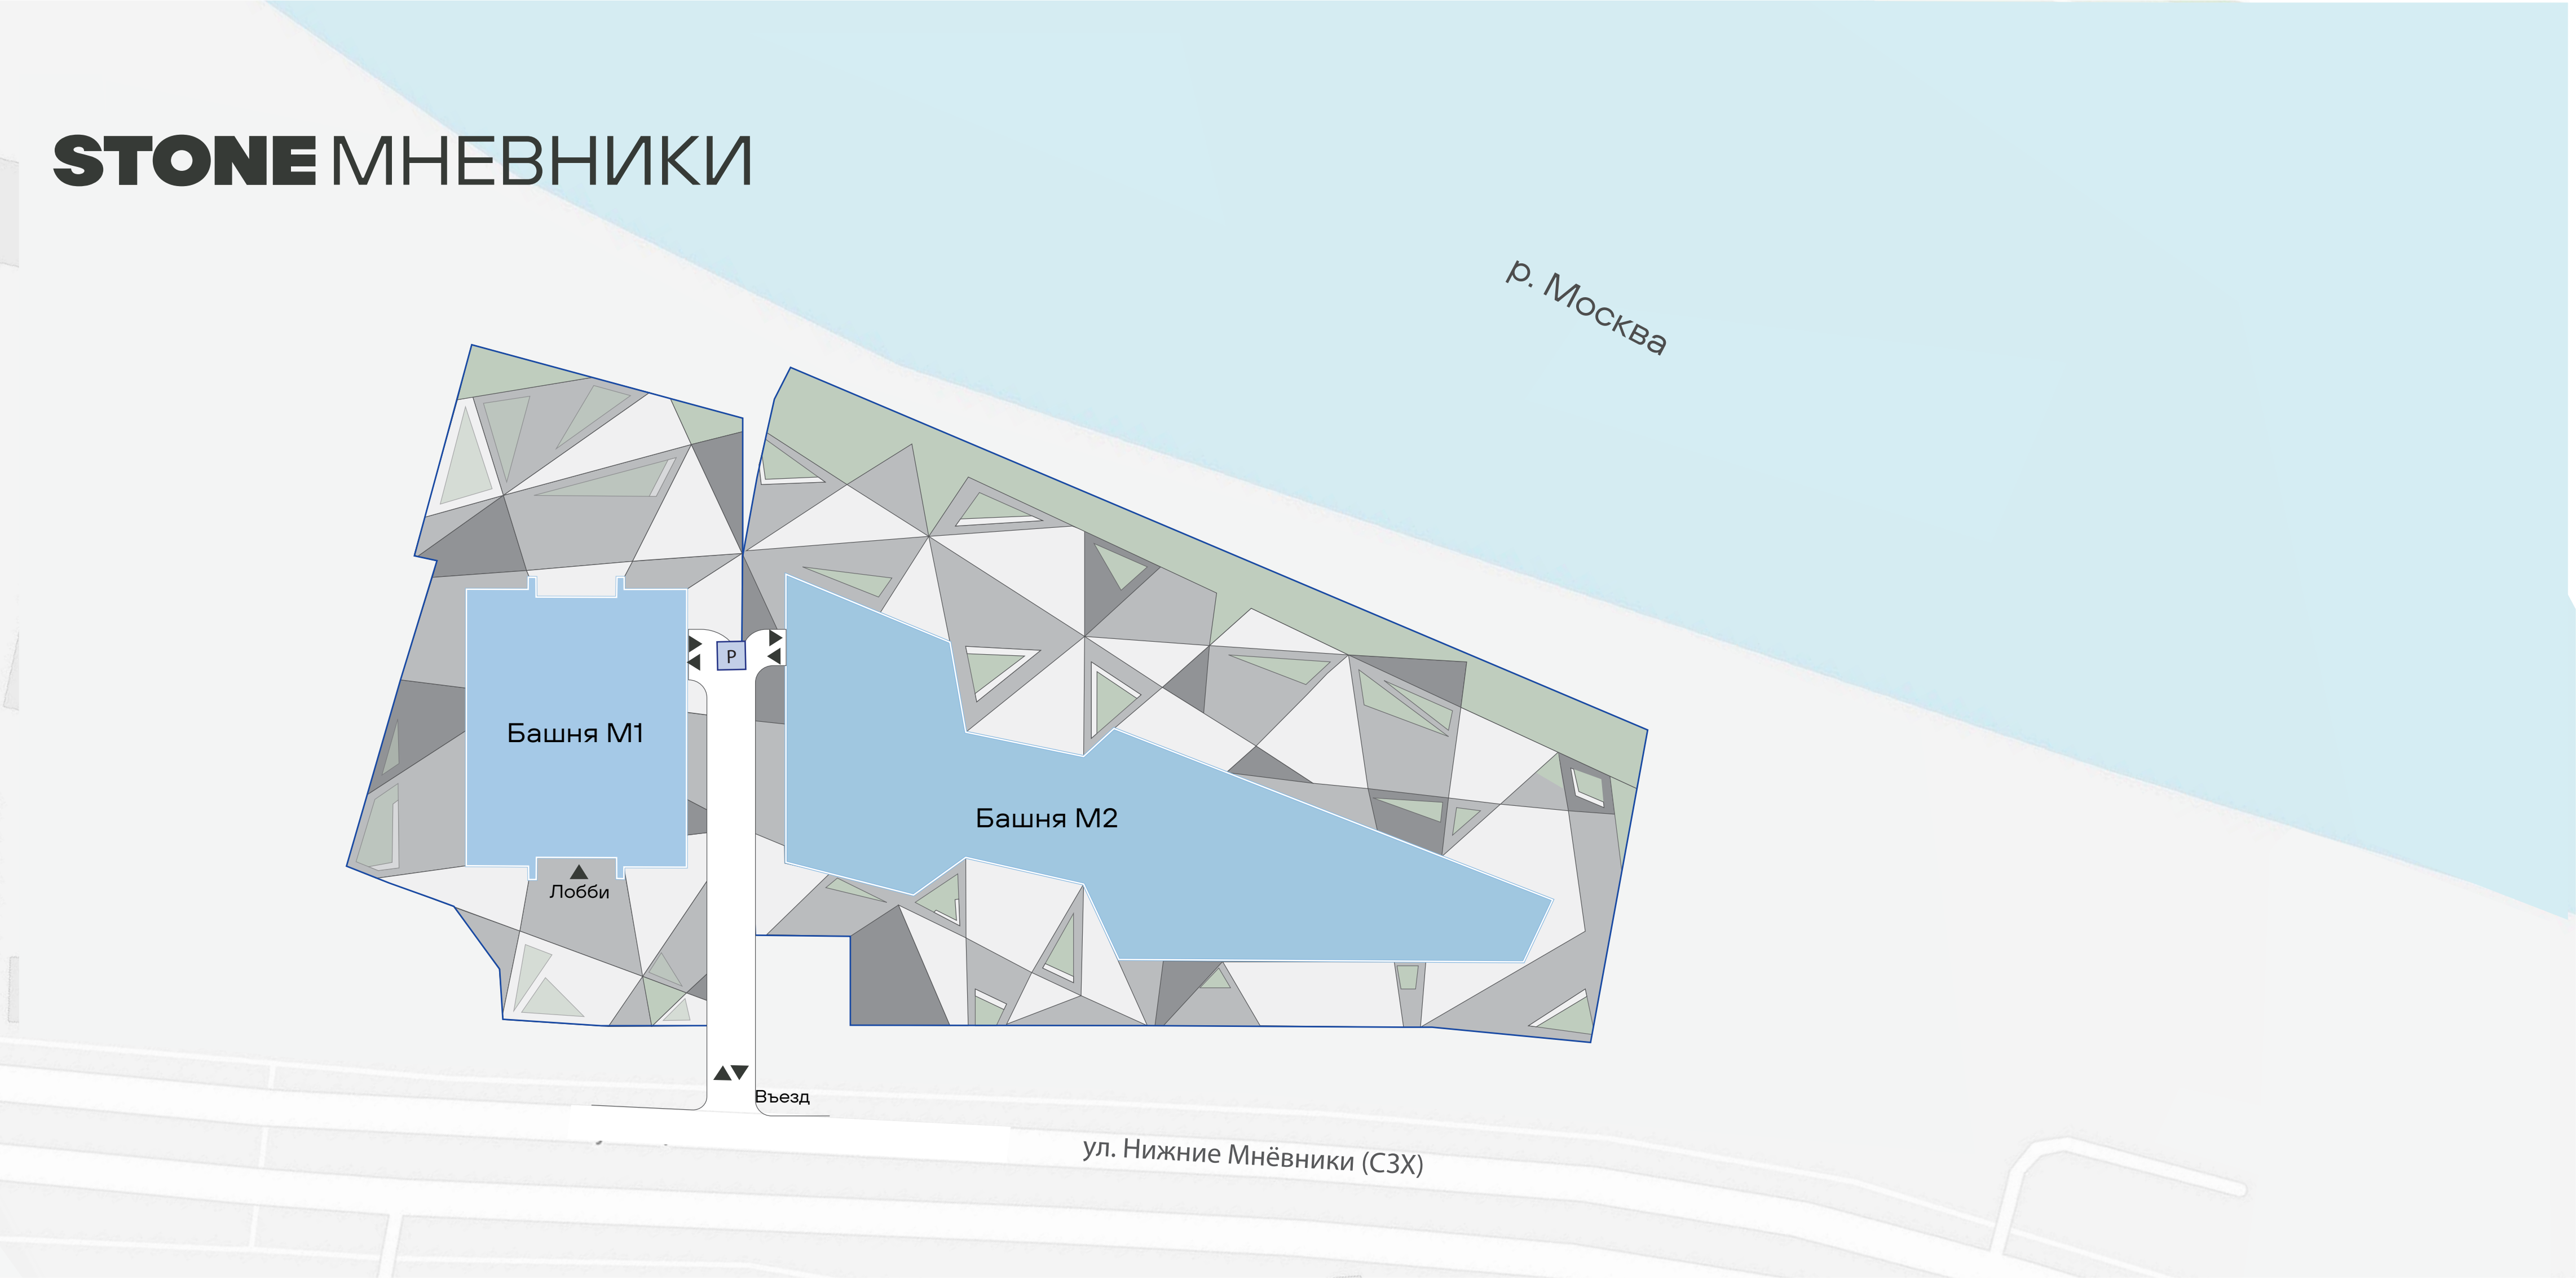 STONE МНЕВНИКИ
р. Москва
P
Башня М1
Башня М2
Лобби
Въезд
ул. Нижние Мнёвники (СЗХ)